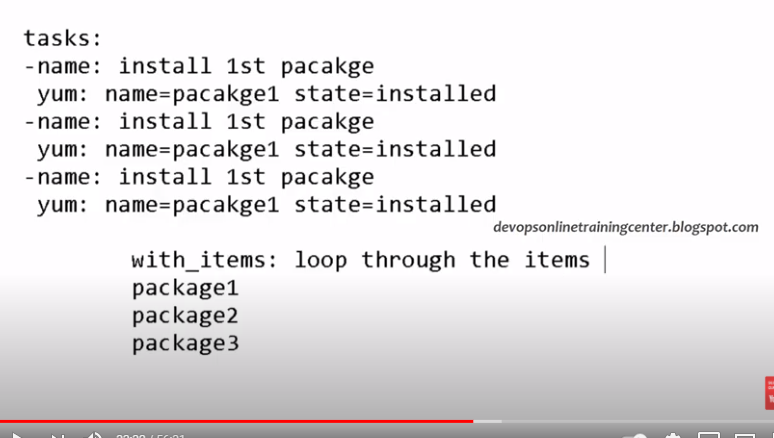 tasks:
-name: install 1st pacakge
yum: name=pacakge1 state=installed
-name: install 1st pacakge
yum: name=pacakge1 state=installed
-name: install 1st pacakge
yum: name=pacakge1 state=installed
devopsonlinetrainingcenter.blogspot.com
with_items: loop through the items
package1
package2
package3